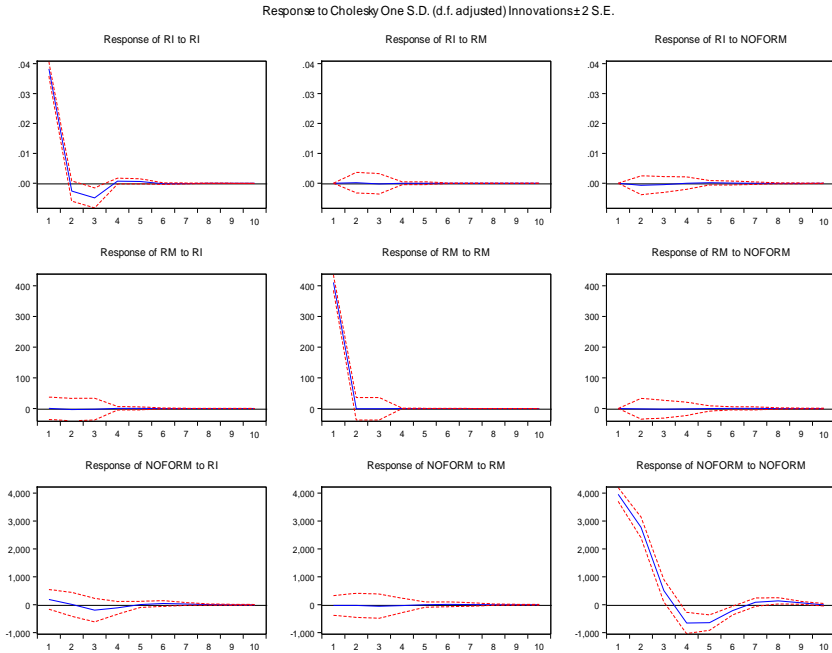 Response to Cholesky One S.D. (d.f. adjusted) Innovations ± 2 S.E.
Response of RI to RI
Response of RI to RM
Response of RI to NOFORM
.04 .04 .04
.03 .03 .03
.02 .02 .02
.01 .01 .01
.00 .00 .00
1 2 3 4 5 6 7 8 9 10
1 2 3 4 5 6 7 8 9 10
1 2 3 4 5 6 7 8 9 10
Response of RM to RI
Response of RM to RM
Response of RM to NOFORM
400 400 400
300 300 300
200 200 200
100 100 100
0 0 0
1 2 3 4 5 6 7 8 9 10
1 2 3 4 5 6 7 8 9 10
1 2 3 4 5 6 7 8 9 10
Response of NOFORM to RI
Response of NOFORM to RM
Response of NOFORM to NOFORM
4,000 4,000 4,000
3,000 3,000 3,000
2,000 2,000 2,000
1,000 1,000 1,000
0 0 0
-1,000 -1,000 -1,000
1 2 3 4 5 6 7 8 9 10
1 2 3 4 5 6 7 8 9 10
1 2 3 4 5 6 7 8 9 10